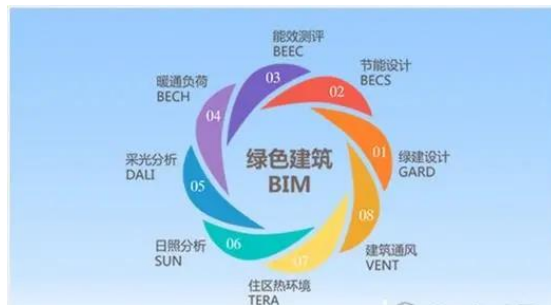 能效测评
BEEC
03
节能设计
BECS
02
暖通负荷
BECH
04
绿建设计
GARD
01
绿色建筑
BIM
采光分析
DALI
05
08
建筑通风
VENT
日照分析
SUN
06
07
住区热环境
TERA